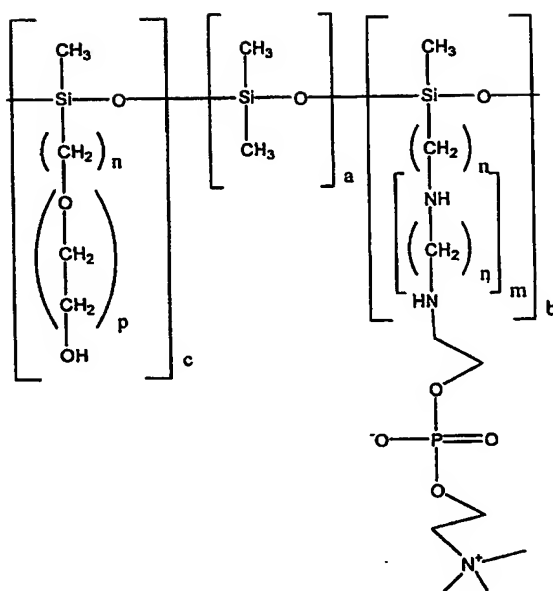 CH₃ CH₃ CH₃
Si O Si O Si O
(CH₂)n CH₃ a (CH₂)n
O NH
(CH₂ (CH₂)n m
CH₂)p HN b
OH c
O O
⁻O P O
O
N⁺